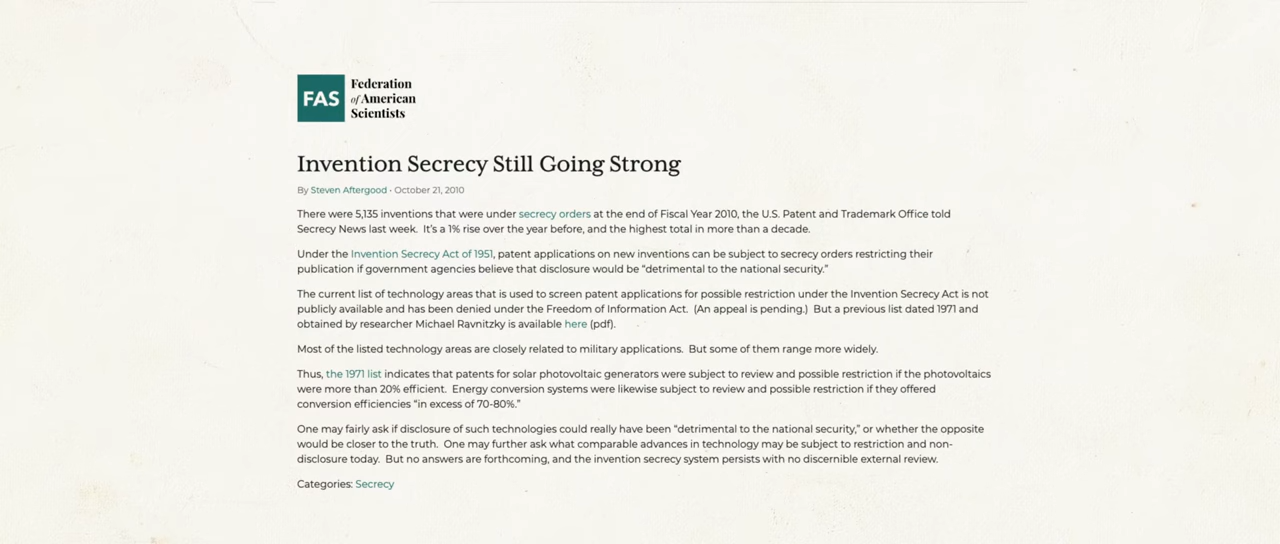 FAS
Federation
of American
Scientists
Invention Secrecy Still Going Strong
By Steven Aftergood • October 21, 2010
There were 5,135 inventions that were under secrecy orders at the end of Fiscal Year 2010, the U.S. Patent and Trademark Office told
Secrecy News last week. It's a 1% rise over the year before, and the highest total in more than a decade.
Under the Invention Secrecy Act of 1951, patent applications on new inventions can be subject to secrecy orders restricting their
publication if government agencies believe that disclosure would be “detrimental to the national security.”
The current list of technology areas that is used to screen patent applications for possible restriction under the Invention Secrecy Act is not
publicly available and has been denied under the Freedom of Information Act. (An appeal is pending.) But a previous list dated 1971 and
obtained by researcher Michael Ravnitzky is available here (pdf).
Most of the listed technology areas are closely related to military applications. But some of them range more widely.
Thus, the 1971 list indicates that patents for solar photovoltaic generators were subject to review and possible restriction if the photovoltaics
were more than 20% efficient. Energy conversion systems were likewise subject to review and possible restriction if they offered
conversion efficiencies “in excess of 70-80%.”
One may fairly ask if disclosure of such technologies could really have been “detrimental to the national security,” or whether the opposite
would be closer to the truth. One may further ask what comparable advances in technology may be subject to restriction and non-
disclosure today. But no answers are forthcoming, and the invention secrecy system persists with no discernible external review.
Categories: Secrecy